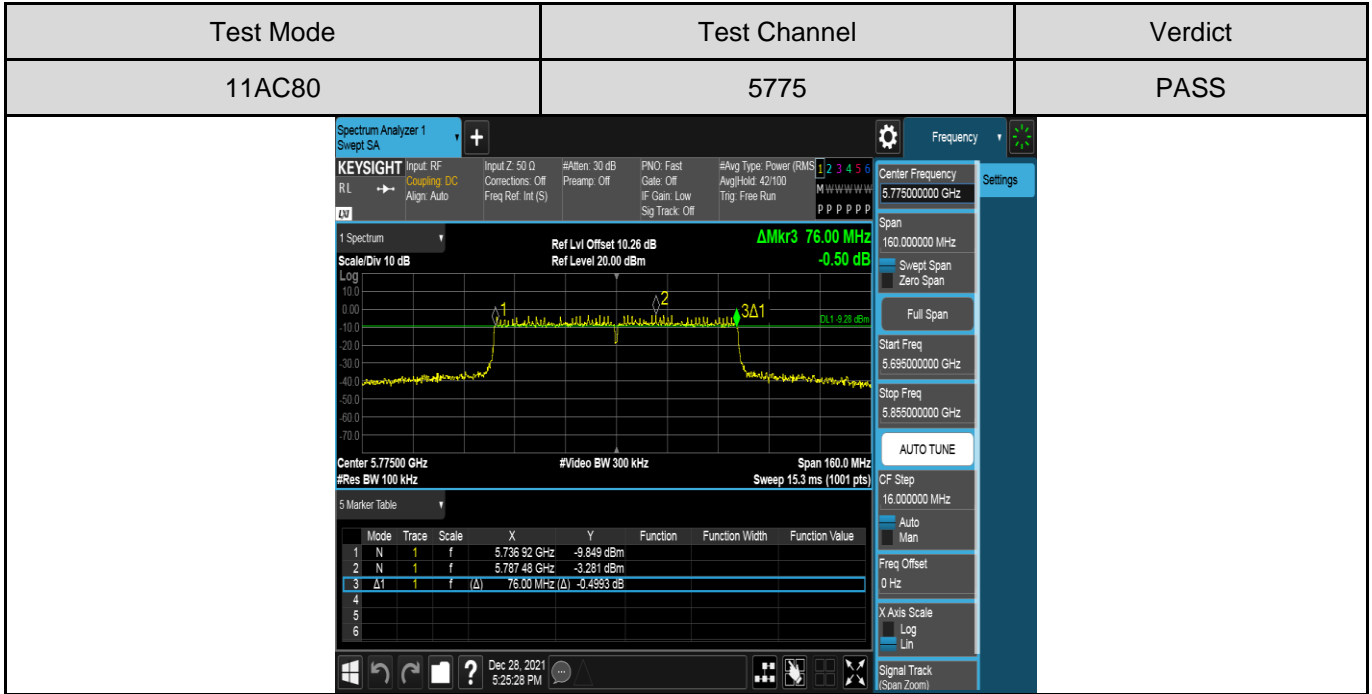 Test Mode Test Channel Verdict
11AC80 5775 PASS
Spectrum Analyzer 1
Swept SA
+
Frequency
KEYSIGHT
RL
LXI
Input: RF
Coupling: DC
Align: Auto
Input Z: 50 Ω
Corrections: Off
Freq Ref: Int (S)
#Atten: 30 dB
Preamp: Off
PNO: Fast
Gate: Off
IF Gain: Low
Sig Track: Off
#Avg Type: Power (RMS
Avg|Hold: 42/100
Trig: Free Run
1 2 3 4 5 6
M W W W W W
P P P P P P
Center Frequency
5.775000000 GHz
Settings
Span
160.000000 MHz
Swept Span
Zero Span
Full Span
Start Freq
5.695000000 GHz
Stop Freq
5.855000000 GHz
AUTO TUNE
CF Step
16.000000 MHz
Auto
Man
Freq Offset
0 Hz
X Axis Scale
Log
Lin
Signal Track
(Span Zoom)
1 Spectrum
Ref Lvl Offset 10.26 dB
ΔMkr3 76.00 MHz
Scale/Div 10 dB
Ref Level 20.00 dBm
-0.50 dB
Log
10.0
0.00
-10.0
-20.0
-30.0
-40.0
-50.0
-60.0
-70.0
1
2
3Δ1
DL1 -9.28 dBm
Center 5.77500 GHz #Video BW 300 kHz Span 160.0 MHz
#Res BW 100 kHz Sweep 15.3 ms (1001 pts)
5 Marker Table
Mode Trace Scale X Y Function Function Width Function Value
1 N 1 f 5.736 92 GHz -9.849 dBm
2 N 1 f 5.787 48 GHz -3.281 dBm
3 Δ1 1 f (Δ) 76.00 MHz (Δ) -0.4993 dB
4
5
6
?
Dec 28, 2021
5:25:28 PM